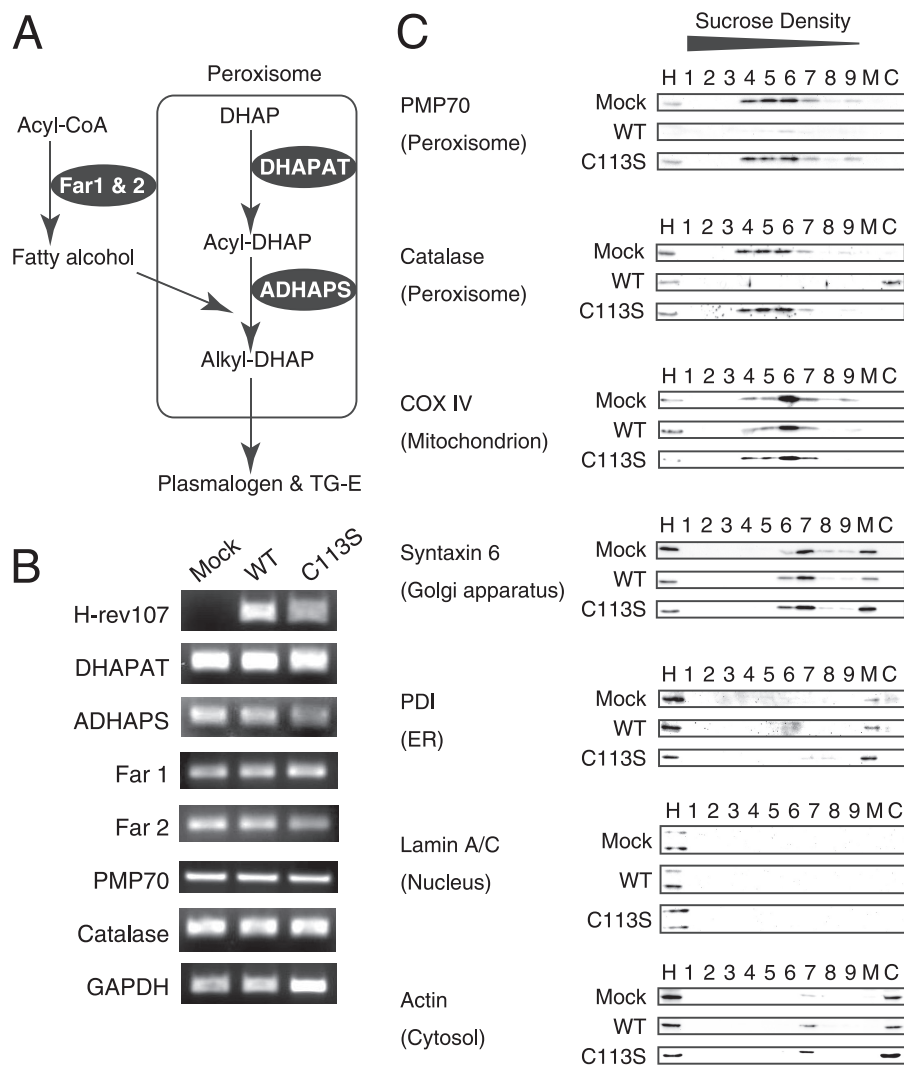 A
Peroxisome
Acyl-CoA
DHAP
Far1 & 2
DHAPAT
Fatty alcohol
Acyl-DHAP
ADHAPS
Alkyl-DHAP
Plasmalogen & TG-E
B
Mock WT C113S
H-rev107
DHAPAT
ADHAPS
Far 1
Far 2
PMP70
Catalase
GAPDH
C
Sucrose Density
H 1 2 3 4 5 6 7 8 9 M C
PMP70
(Peroxisome)
Mock
WT
C113S
H 1 2 3 4 5 6 7 8 9 M C
Catalase
(Peroxisome)
Mock
WT
C113S
H 1 2 3 4 5 6 7 8 9 M C
COX IV
(Mitochondrion)
Mock
WT
C113S
H 1 2 3 4 5 6 7 8 9 M C
Syntaxin 6
(Golgi apparatus)
Mock
WT
C113S
H 1 2 3 4 5 6 7 8 9 M C
PDI
(ER)
Mock
WT
C113S
H 1 2 3 4 5 6 7 8 9 M C
Lamin A/C
(Nucleus)
Mock
WT
C113S
H 1 2 3 4 5 6 7 8 9 M C
Actin
(Cytosol)
Mock
WT
C113S